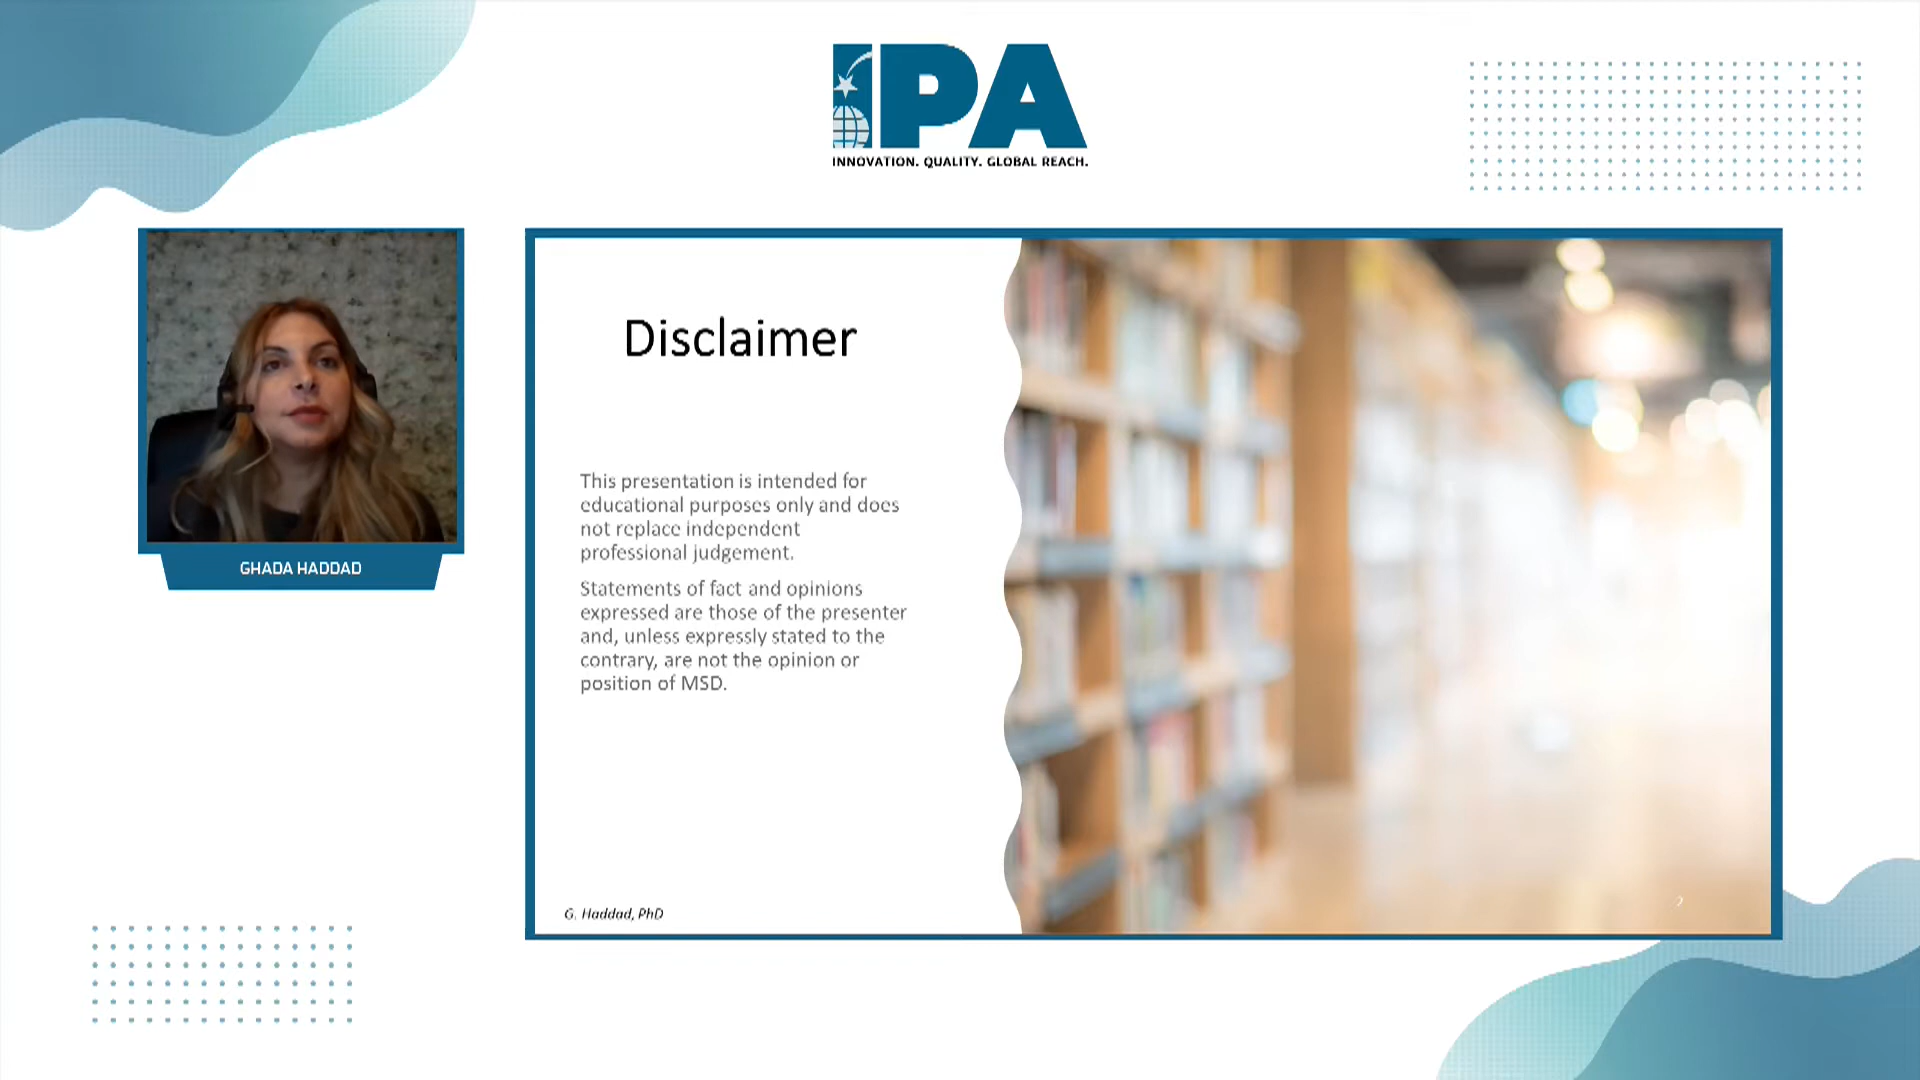 IPA
INNOVATION. QUALITY. GLOBAL REACH.
GHADA HADDAD
Disclaimer
This presentation is intended for
educational purposes only and does
not replace independent
professional judgement.
Statements of fact and opinions
expressed are those of the presenter
and, unless expressly stated to the
contrary, are not the opinion or
position of MSD.
G. Haddad, PhD
2